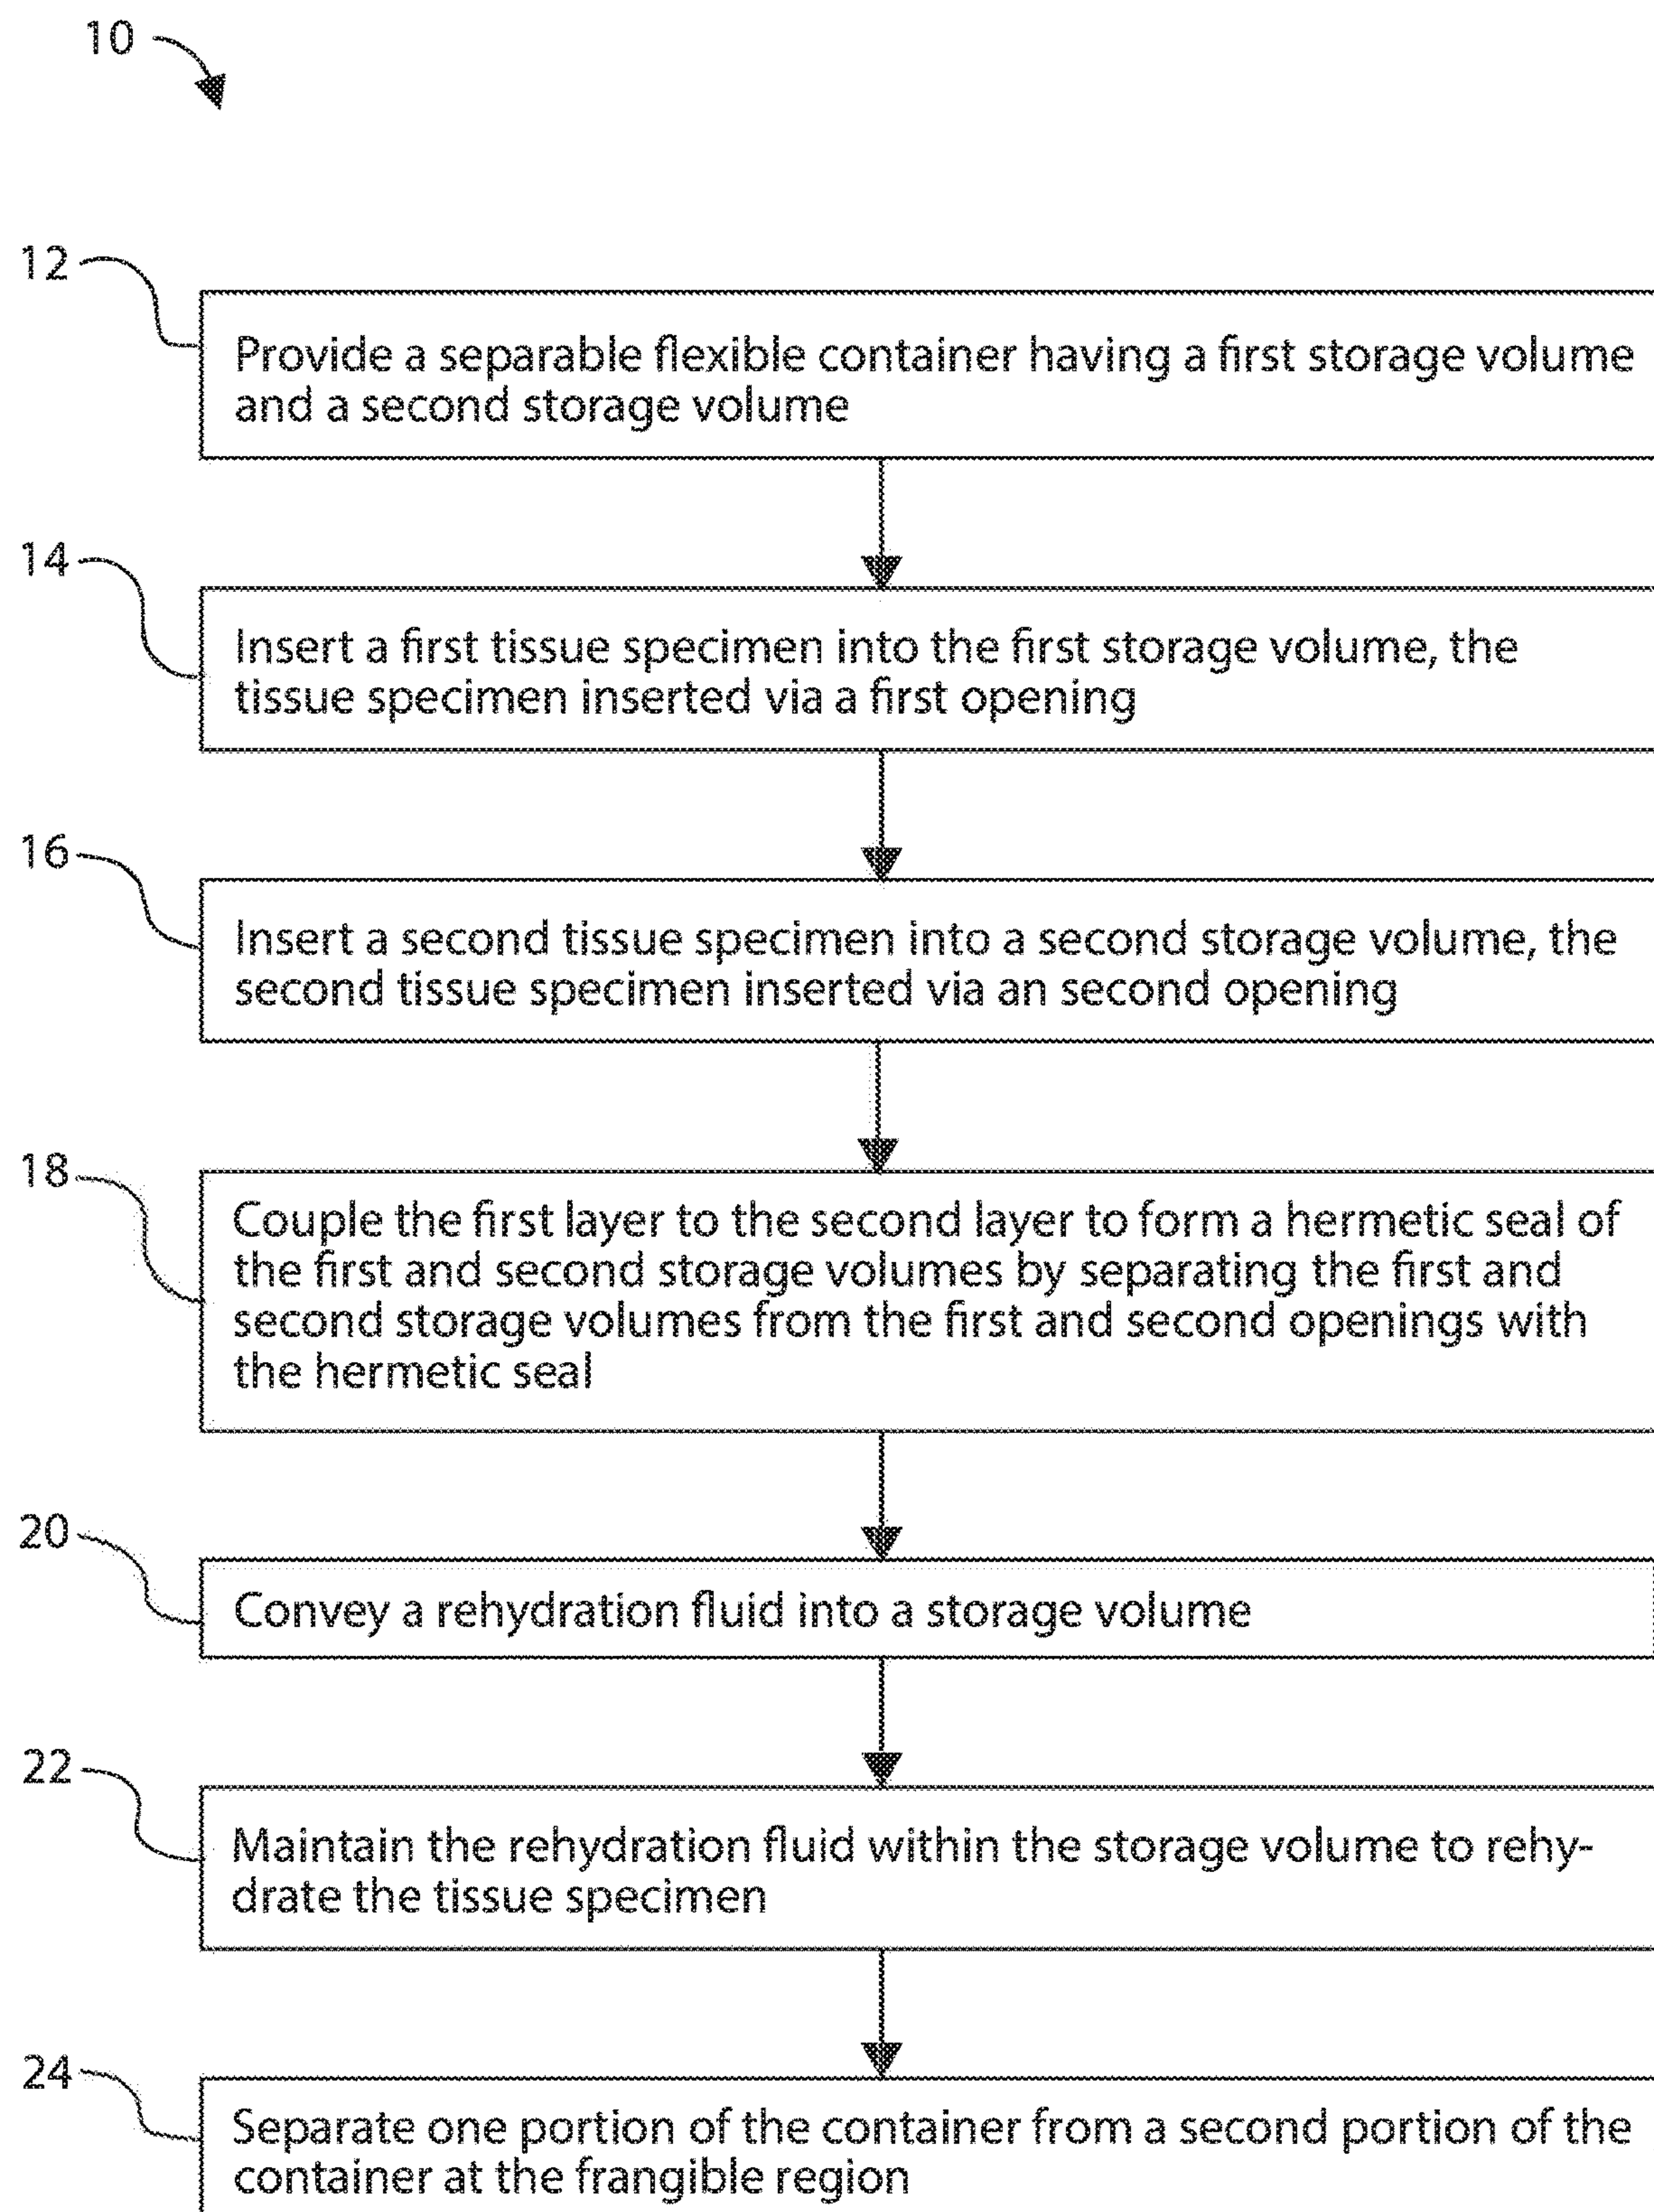 10
12
Provide a separable flexible container having a first storage volume
and a second storage volume
14
Insert a first tissue specimen into the first storage volume, the
tissue specimen inserted via a first opening
16
Insert a second tissue specimen into a second storage volume, the
second tissue specimen inserted via an second opening
18
Couple the first layer to the second layer to form a hermetic seal of
the first and second storage volumes by separating the first and
second storage volumes from the first and second openings with
the hermetic seal
20
Convey a rehydration fluid into a storage volume
22
Maintain the rehydration fluid within the storage volume to rehy-
drate the tissue specimen
24
Separate one portion of the container from a second portion of the
container at the frangible region